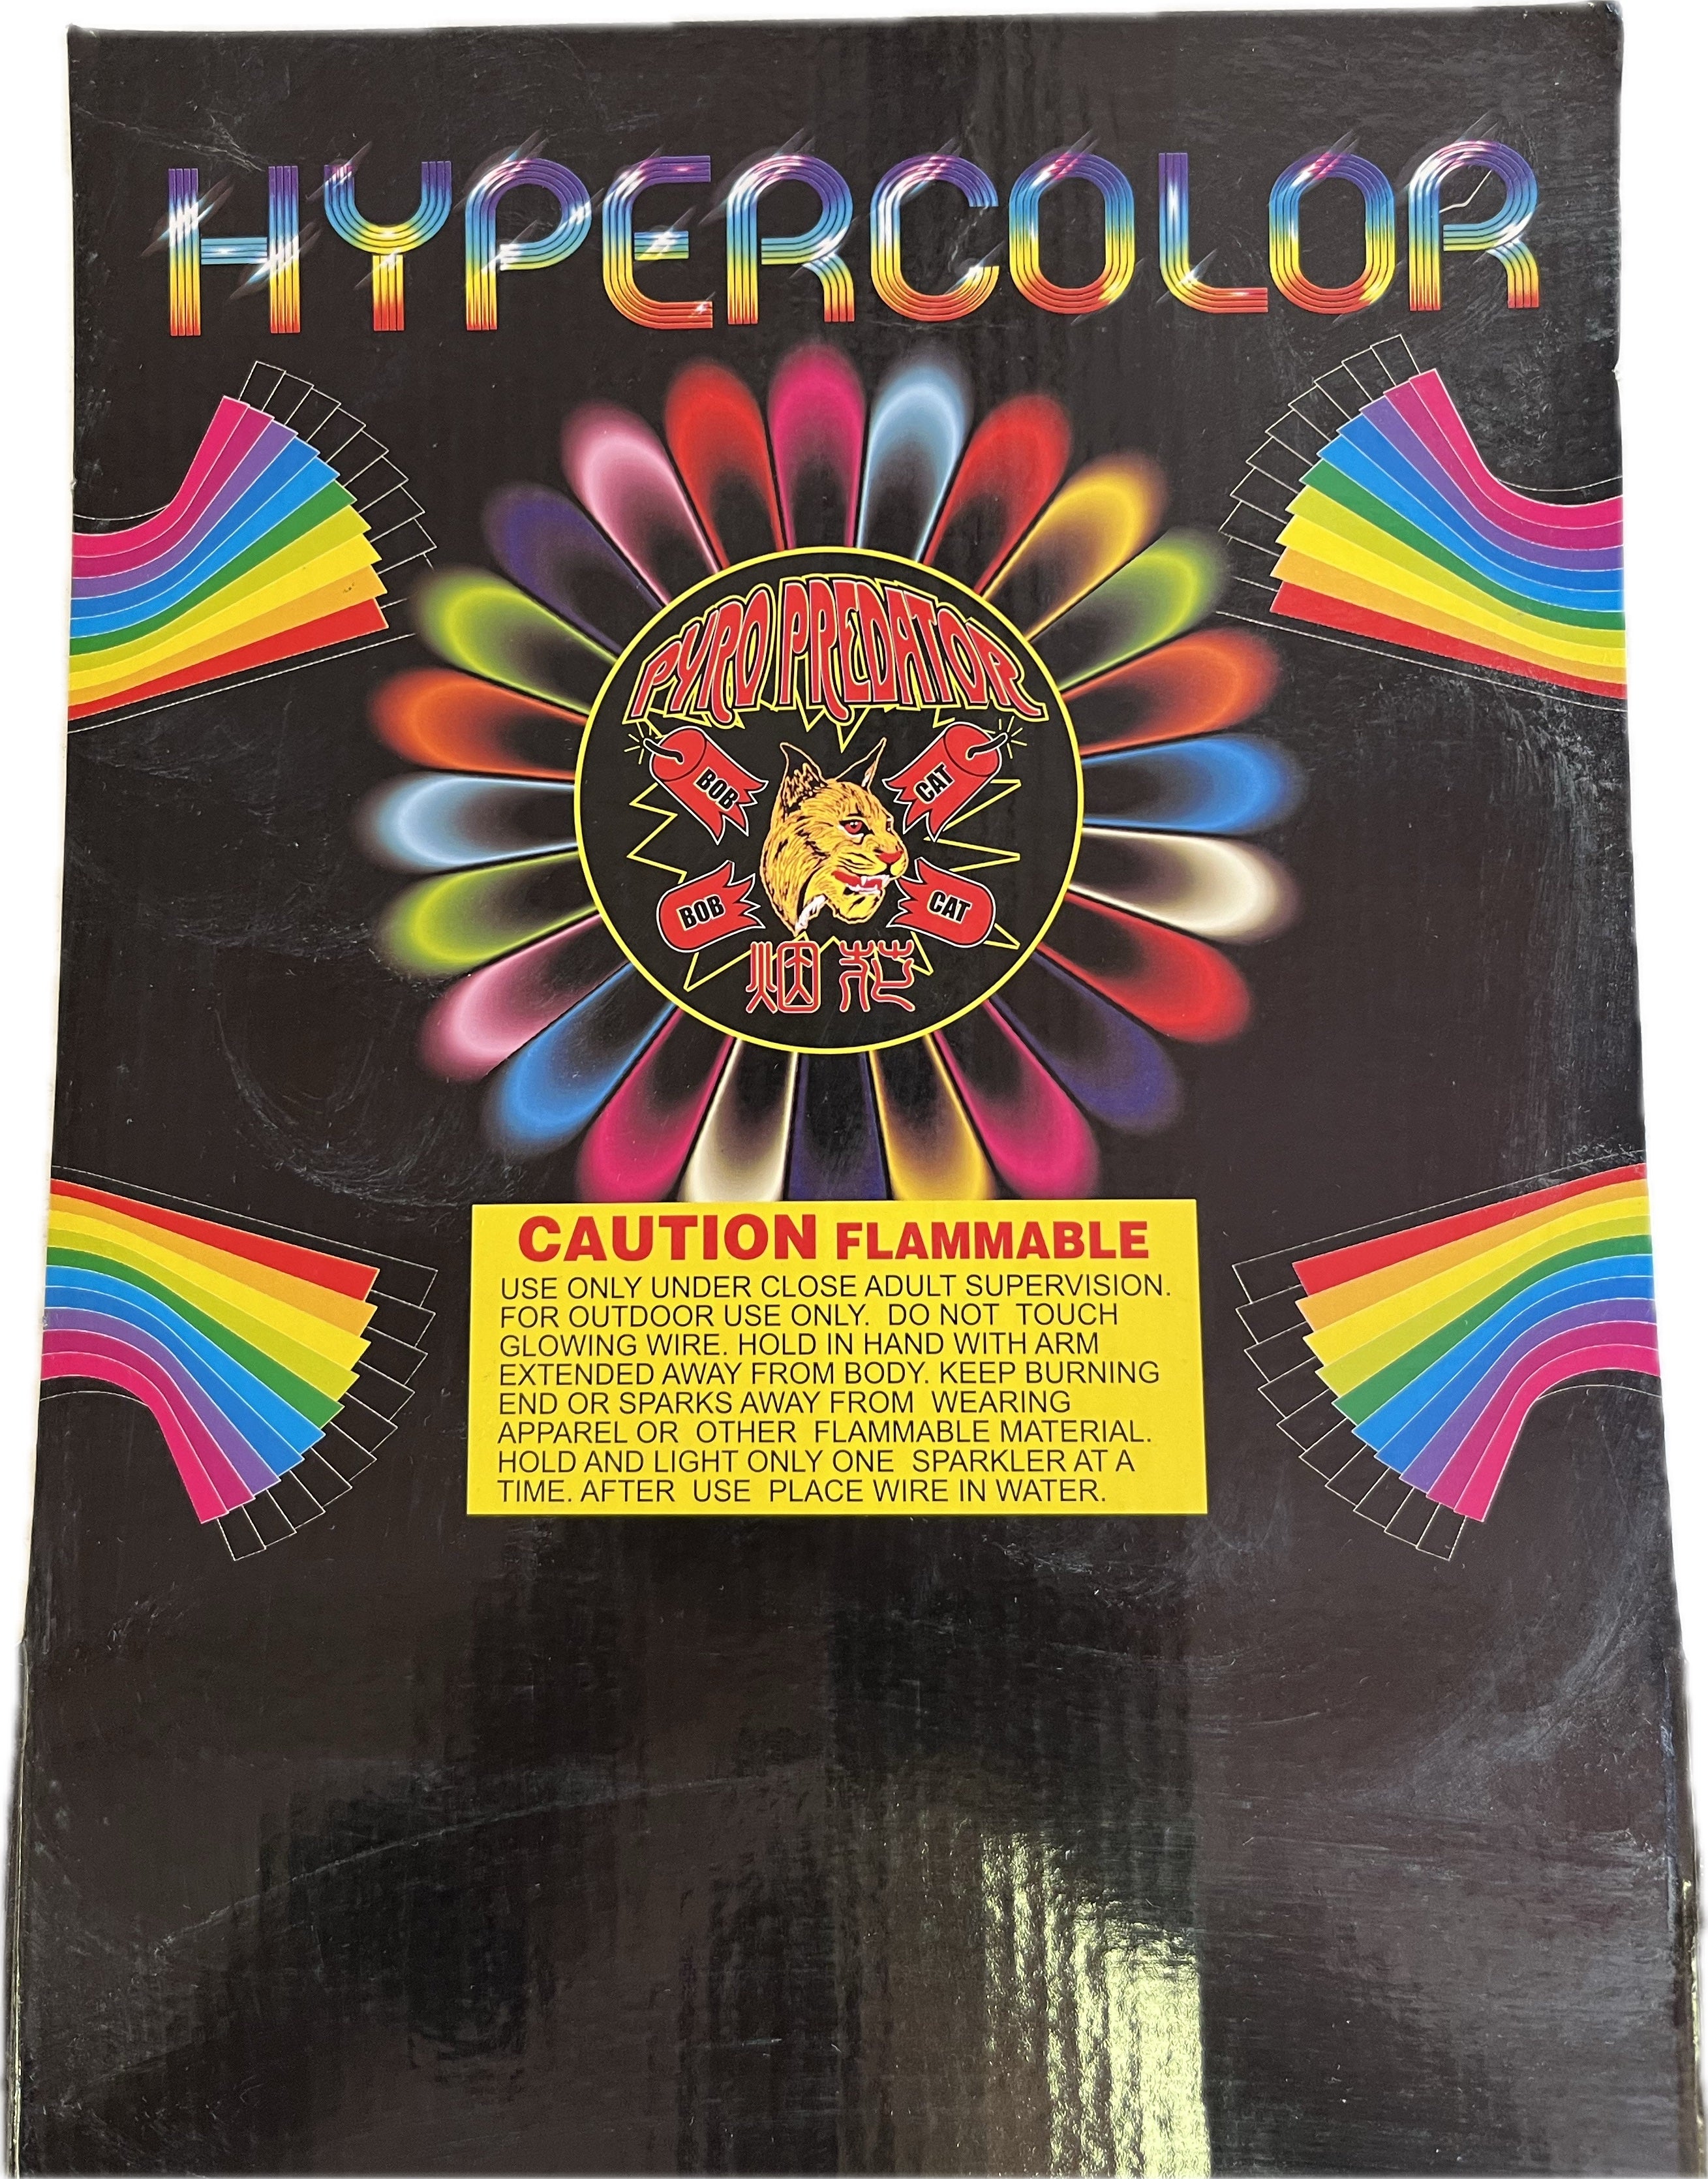 HYPERCOLOR
PYRO PREDATOR
BOB CAT
BOB CAT
烟花
CAUTION FLAMMABLE
USE ONLY UNDER CLOSE ADULT SUPERVISION.
FOR OUTDOOR USE ONLY. DO NOT TOUCH
GLOWING WIRE. HOLD IN HAND WITH ARM
EXTENDED AWAY FROM BODY. KEEP BURNING
END OR SPARKS AWAY FROM WEARING
APPAREL OR OTHER FLAMMABLE MATERIAL.
HOLD AND LIGHT ONLY ONE SPARKLER AT A
TIME. AFTER USE PLACE WIRE IN WATER.